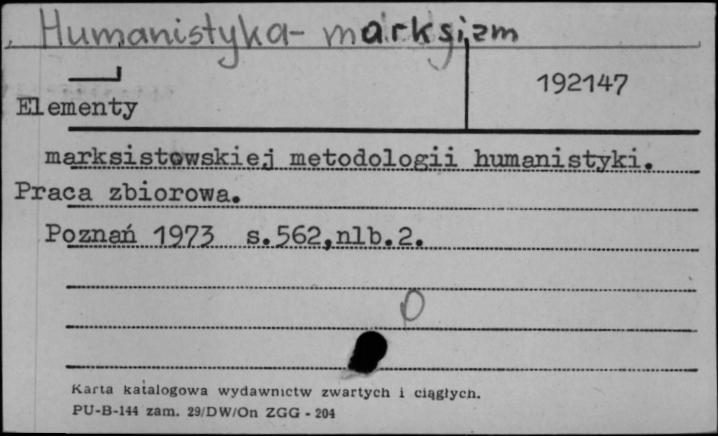 Humanistyka- marksizm
192147
Elementy
marksistowskiej metodologii humanistyki.
Praca zbiorowa.
Poznań 1973 s.562,nlb.2.
p
Karta katalogowa wydawnictw zwartych i ciągłych.
PU-B-144 zam. 29/DW/On ZGG - 204